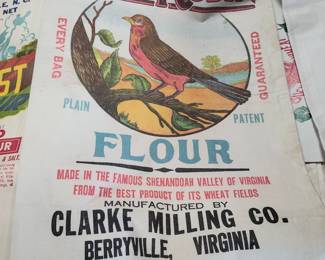 EVERY BAG
GUARANTEED
PLAIN
PATENT
FLOUR
MADE IN THE FAMOUS SHENANDOAH VALLEY OF VIRGINIA
FROM THE BEST PRODUCT OF ITS WHEAT FIELDS
MANUFACTURED BY
CLARKE MILLING CO.
BERRYVILLE, VIRGINIA
NET